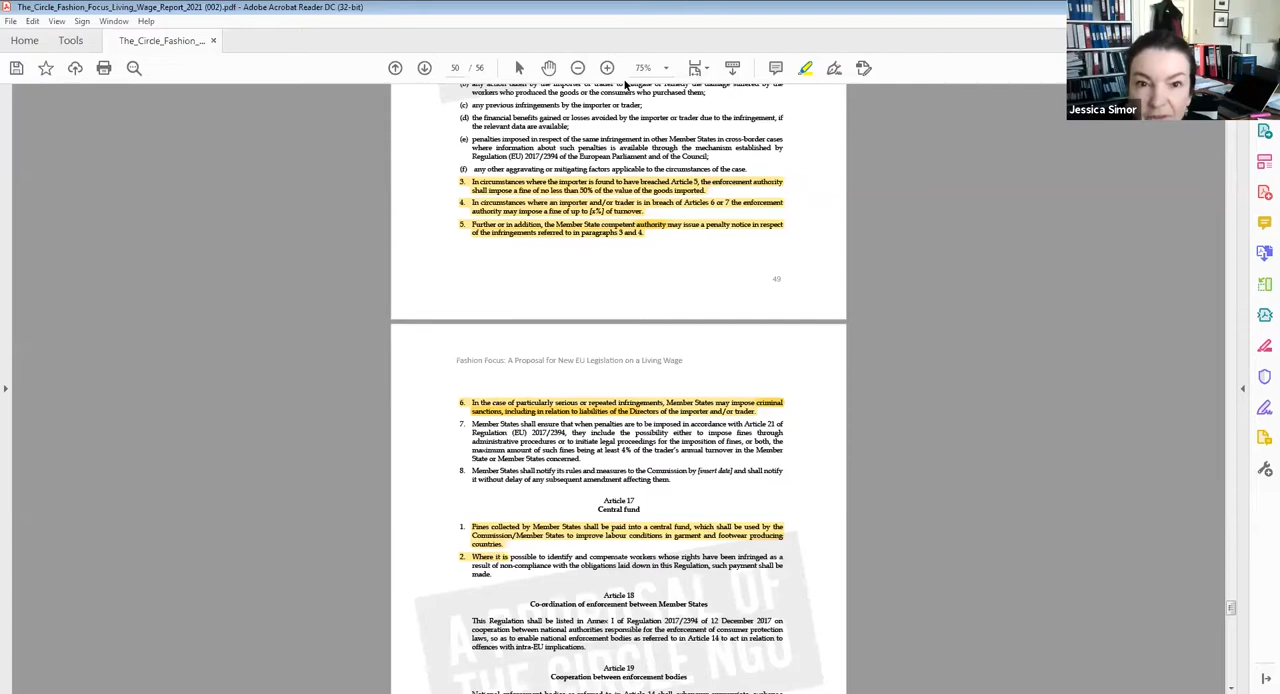 The_Circle_Fashion_Focus_Living_Wage_Report_2021 (002).pdf - Adobe Acrobat Reader DC (32-bit)
File Edit View Sign Window Help
Home Tools The_Circle_Fashion_... ×
50 / 56 75%
Jessica Simor
workers who produced the goods or the consumers who purchased them;
(c) any previous infringements by the importer or trader;
(d) the financial benefits gained or losses avoided by the importer or trader due to the infringement, if
the relevant data are available;
(e) penalties imposed in respect of the same infringement in other Member States in cross-border cases
where information about such penalties is available through the mechanism established by
Regulation (EU) 2017/2394 of the European Parliament and of the Council;
(f) any other aggravating or mitigating factors applicable to the circumstances of the case.
3. In circumstances where the importer is found to have breached Article 5, the enforcement authority
shall impose a fine of no less than 50% of the value of the goods imported.
4. In circumstances where an importer and/or trader is in breach of Articles 6 or 7 the enforcement
authority may impose a fine of up to [x%] of turnover.
5. Further or in addition, the Member State competent authority may issue a penalty notice in respect
of the infringements referred to in paragraphs 3 and 4.
49
Fashion Focus: A Proposal for New EU Legislation on a Living Wage
6. In the case of particularly serious or repeated infringements, Member States may impose criminal
sanctions, including in relation to liabilities of the Directors of the importer and/or trader.
7. Member States shall ensure that when penalties are to be imposed in accordance with Article 21 of
Regulation (EU) 2017/2394, they include the possibility either to impose fines through
administrative procedures or to initiate legal proceedings for the imposition of fines, or both, the
maximum amount of such fines being at least 4% of the trader's annual turnover in the Member
State or Member States concerned.
8. Member States shall notify its rules and measures to the Commission by [insert date] and shall notify
it without delay of any subsequent amendment affecting them.
Article 17
Central fund
1. Fines collected by Member States shall be paid into a central fund, which shall be used by the
Commission/Member States to improve labour conditions in garment and footwear producing
countries.
2. Where it is possible to identify and compensate workers whose rights have been infringed as a
result of non-compliance with the obligations laid down in this Regulation, such payment shall be
made.
Article 18
Co-ordination of enforcement between Member States
This Regulation shall be listed in Annex I of Regulation 2017/2394 of 12 December 2017 on
cooperation between national authorities responsible for the enforcement of consumer protection
laws, so as to enable national enforcement bodies as referred to in Article 14 to act in relation to
offences with intra-EU implications.
Article 19
Cooperation between enforcement bodies
A PROPOSAL OF
THE CIRCLE NGO